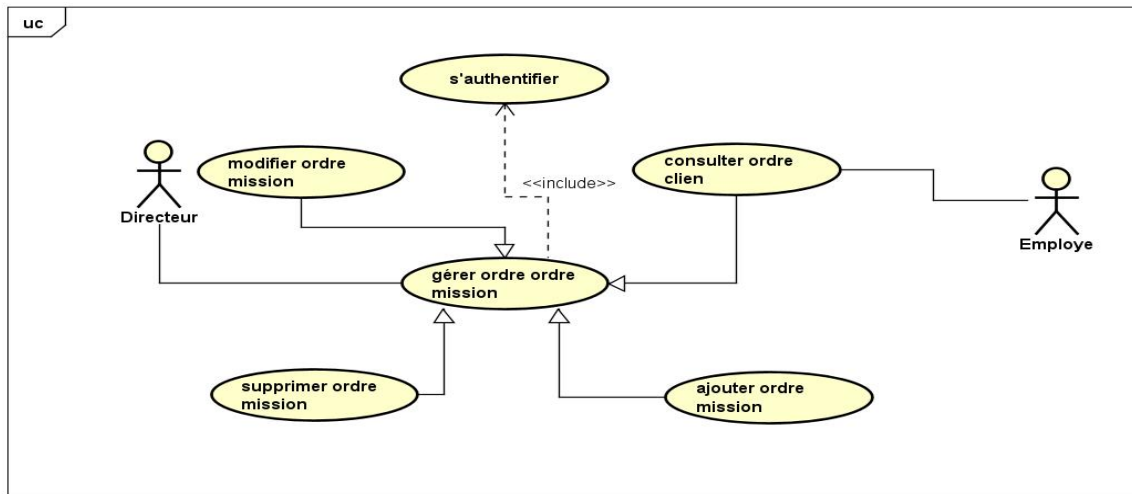 uc
s'authentifier
modifier ordre
mission
consulter ordre
clien
<<include>>
Directeur
Employe
gérer ordre ordre
mission
supprimer ordre
mission
ajouter ordre
mission